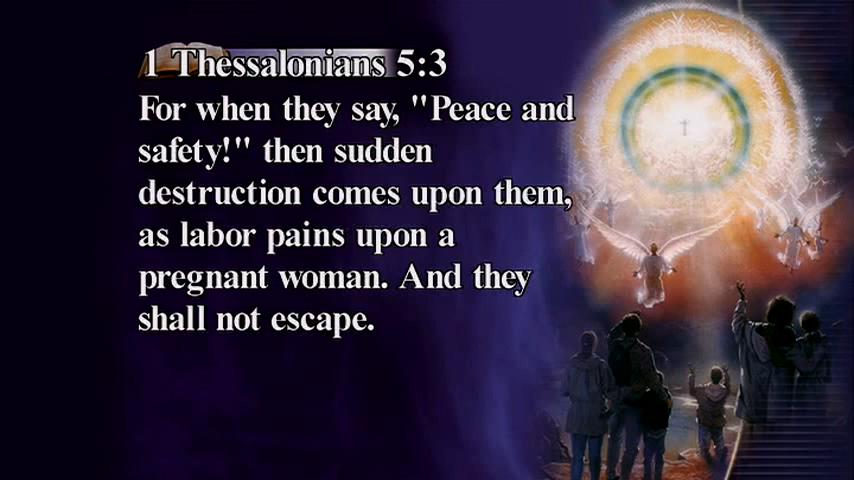 1 Thessalonians 5:3
For when they say, "Peace and
safety!" then sudden
destruction comes upon them,
as labor pains upon a
pregnant woman. And they
shall not escape.